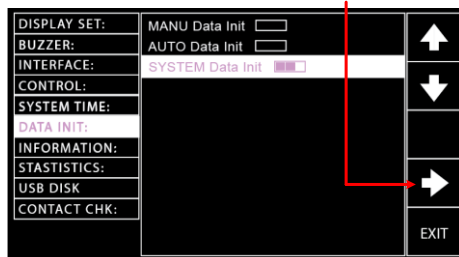 DISPLAY SET:
BUZZER:
INTERFACE:
CONTROL:
SYSTEM TIME:
DATA INIT:
INFORMATION:
STASTISTICS:
USB DISK
CONTACT CHK:
MANU Data Init
AUTO Data Init
SYSTEM Data Init
EXIT